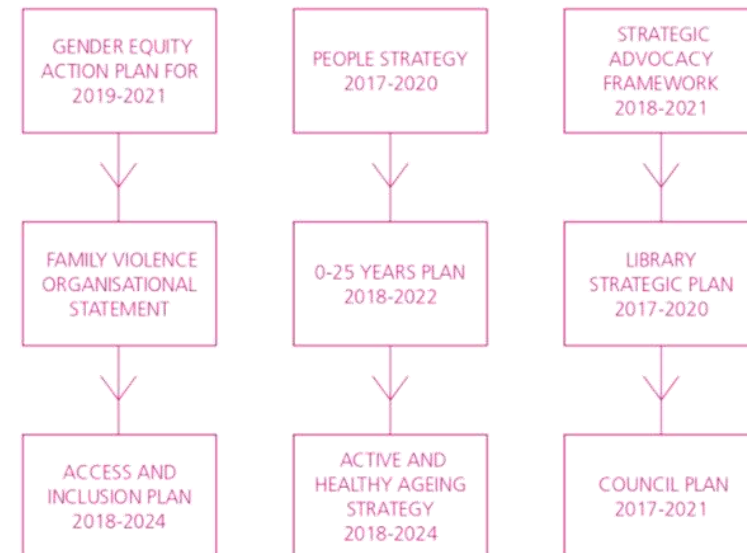 GENDER EQUITY
ACTION PLAN FOR
2019-2021
PEOPLE STRATEGY
2017-2020
STRATEGIC
ADVOCACY
FRAMEWORK
2018-2021
FAMILY VIOLENCE
ORGANISATIONAL
STATEMENT
0-25 YEARS PLAN
2018-2022
LIBRARY
STRATEGIC PLAN
2017-2020
ACCESS AND
INCLUSION PLAN
2018-2024
ACTIVE AND
HEALTHY AGEING
STRATEGY
2018-2024
COUNCIL PLAN
2017-2021